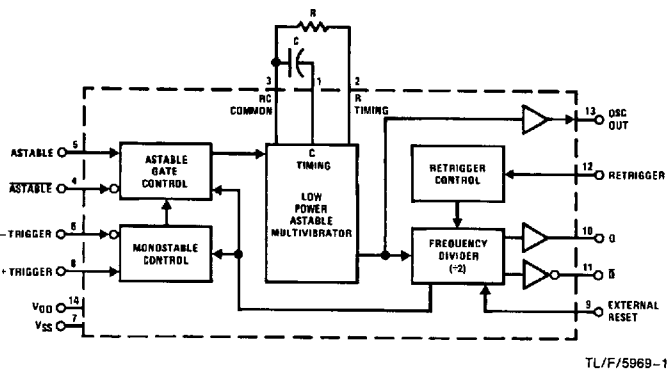 R
C
3
1
2
RC
COMMON
R
TIMING
13
OSC
OUT
5
ASTABLE
ASTABLE
GATE
CONTROL
C
TIMING
LOW
POWER
ASTABLE
MULTIVIBRATOR
RETRIGGER
CONTROL
12
RETRIGGER
4
ASTABLE
6
–TRIGGER
MONOSTABLE
CONTROL
FREQUENCY
DIVIDER
(÷2)
10
Q
8
+TRIGGER
11
Q̅
VDD
14
VSS
7
9
EXTERNAL
RESET
TL/F/5969–1